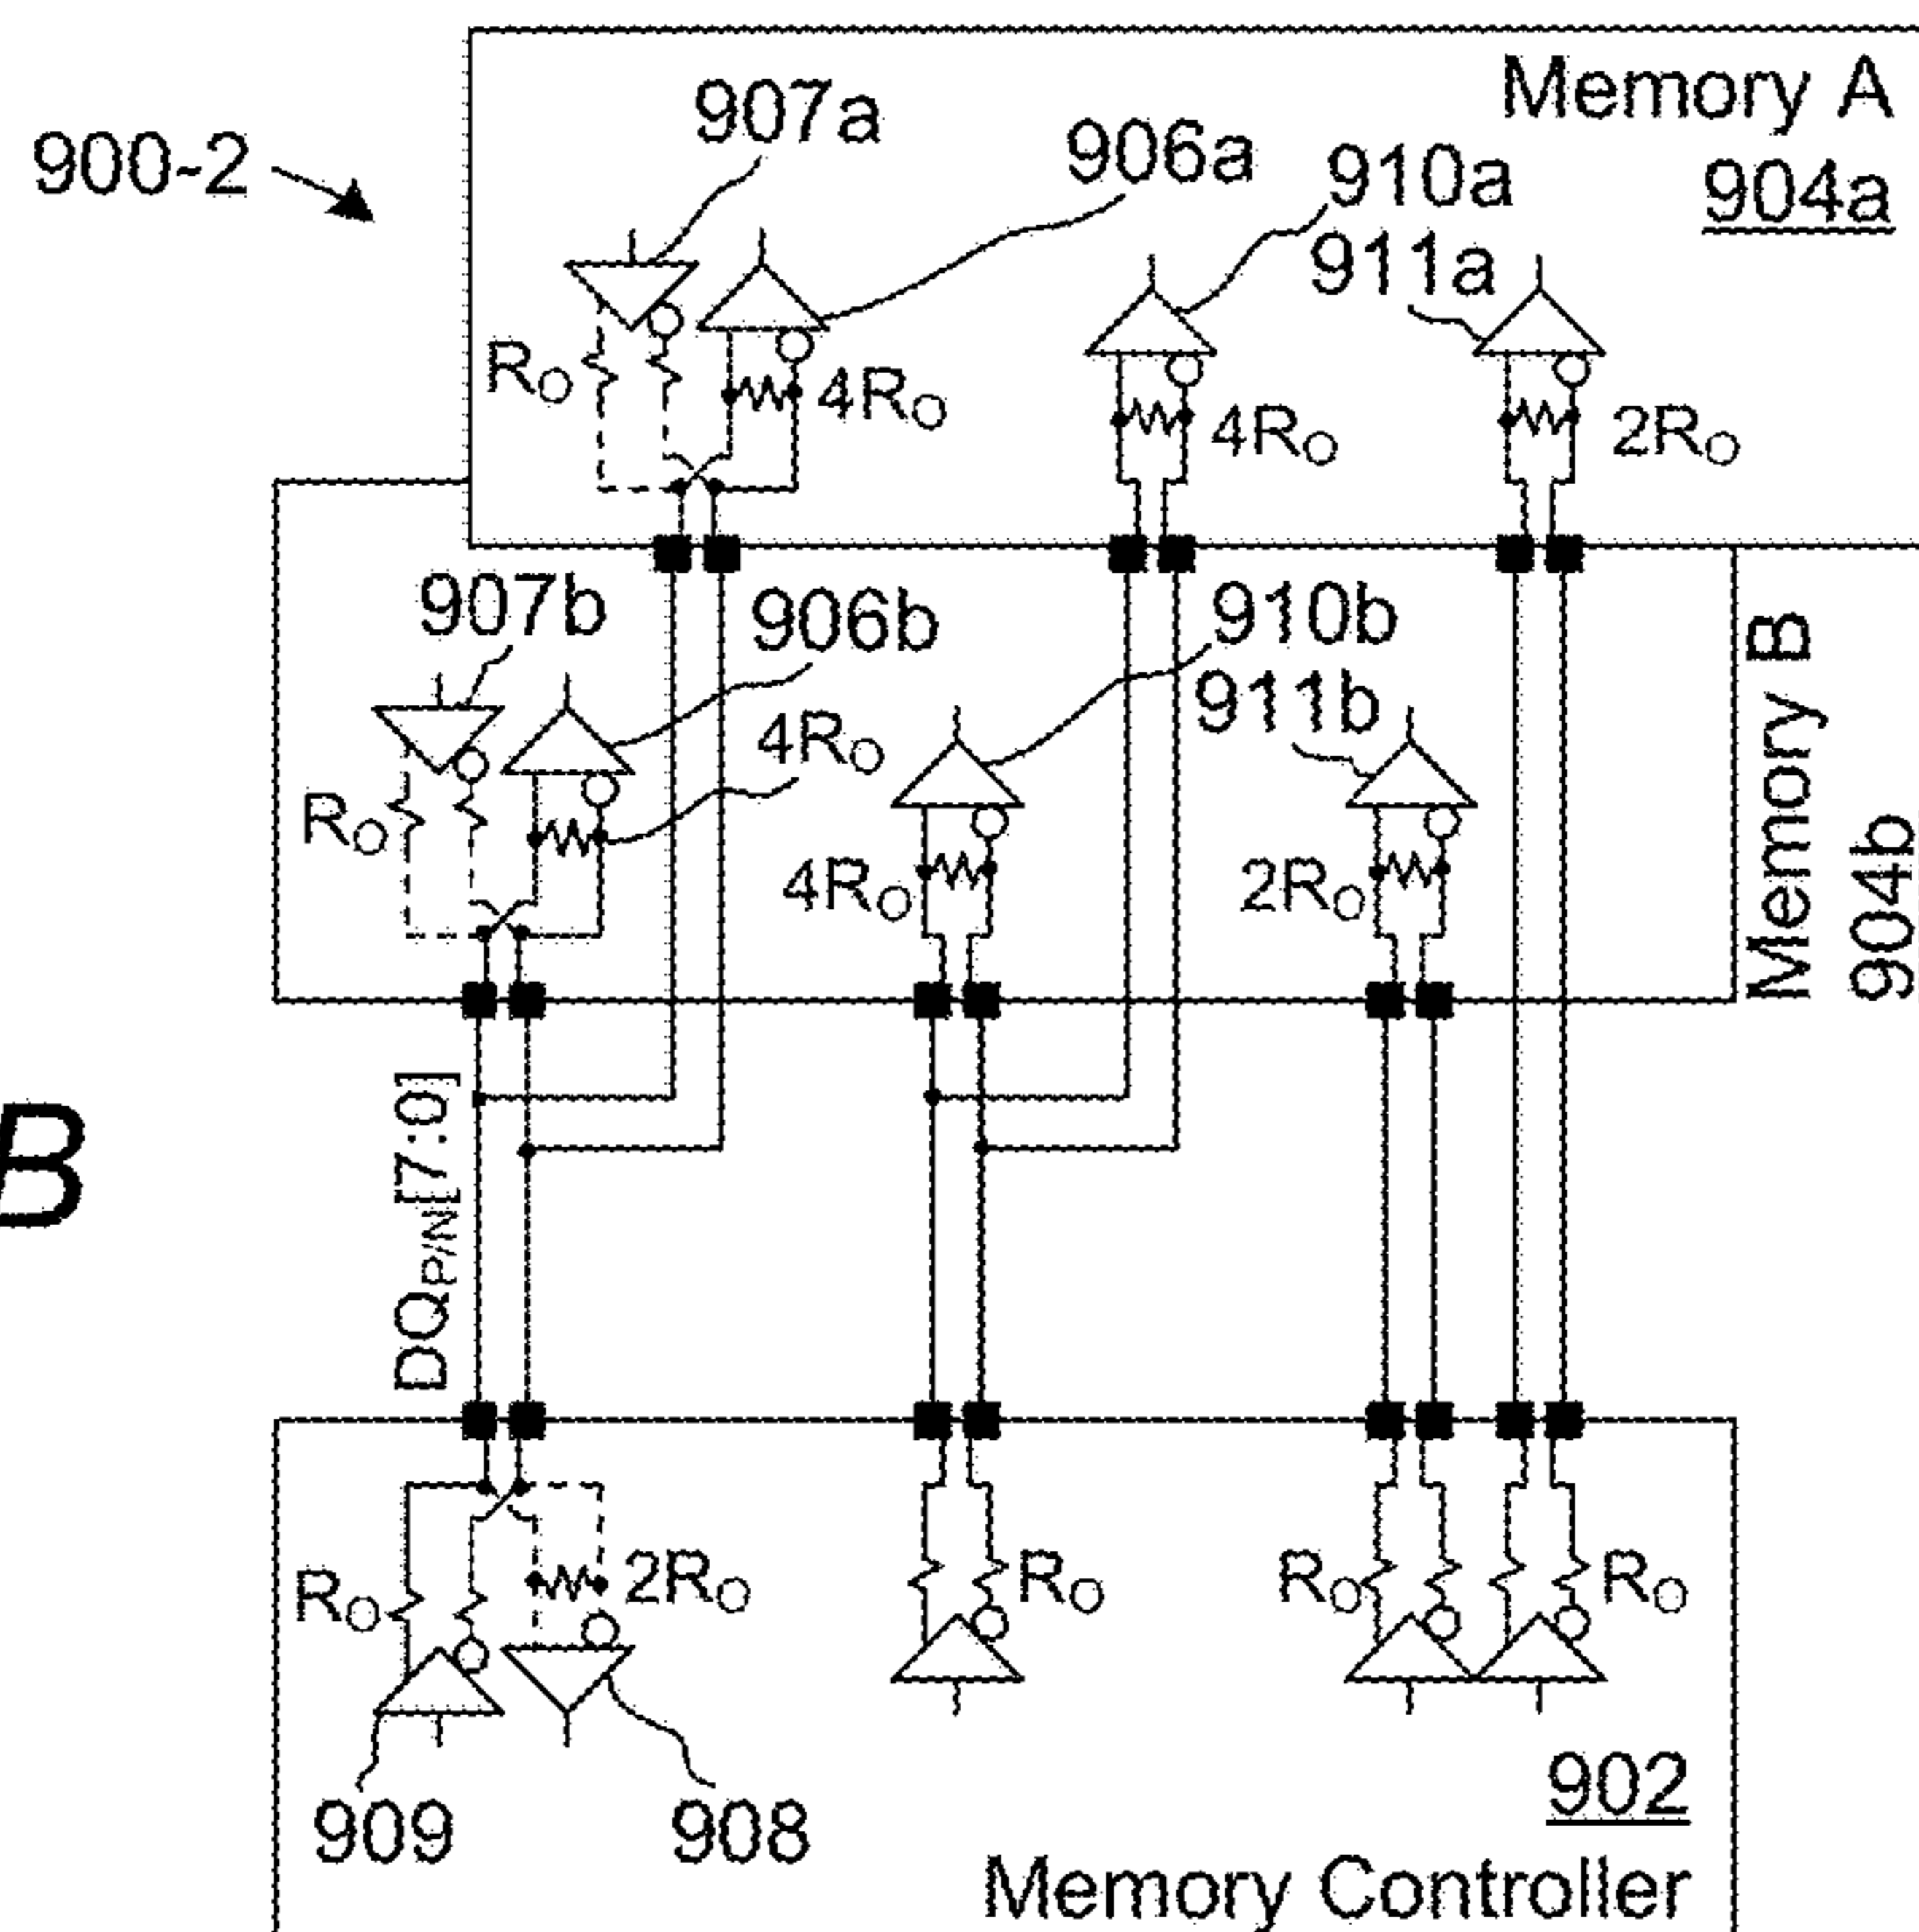 Memory A
904a
900-2
907a
906a
910a
911a
RO
4RO
4RO
2RO
907b
906b
910b
911b
4RO
RO
4RO
2RO
Memory B
904b
B
DQP/N[7:0]
RO
2RO
RO
RO
RO
909
908
902
Memory Controller